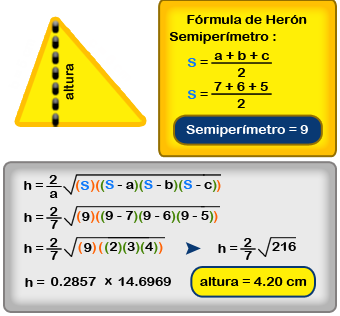 altura
Fórmula de Herón
Semiperímetro :
S = a + b + c / 2
S = 7 + 6 + 5 / 2
Semiperímetro = 9
h = 2/a √(S)((S - a)(S - b)(S - c))
h = 2/7 √(9)((9 - 7)(9 - 6)(9 - 5))
h = 2/7 √(9)((2)(3)(4)) ➤ h = 2/7 √216
h = 0.2857 x 14.6969 altura = 4.20 cm